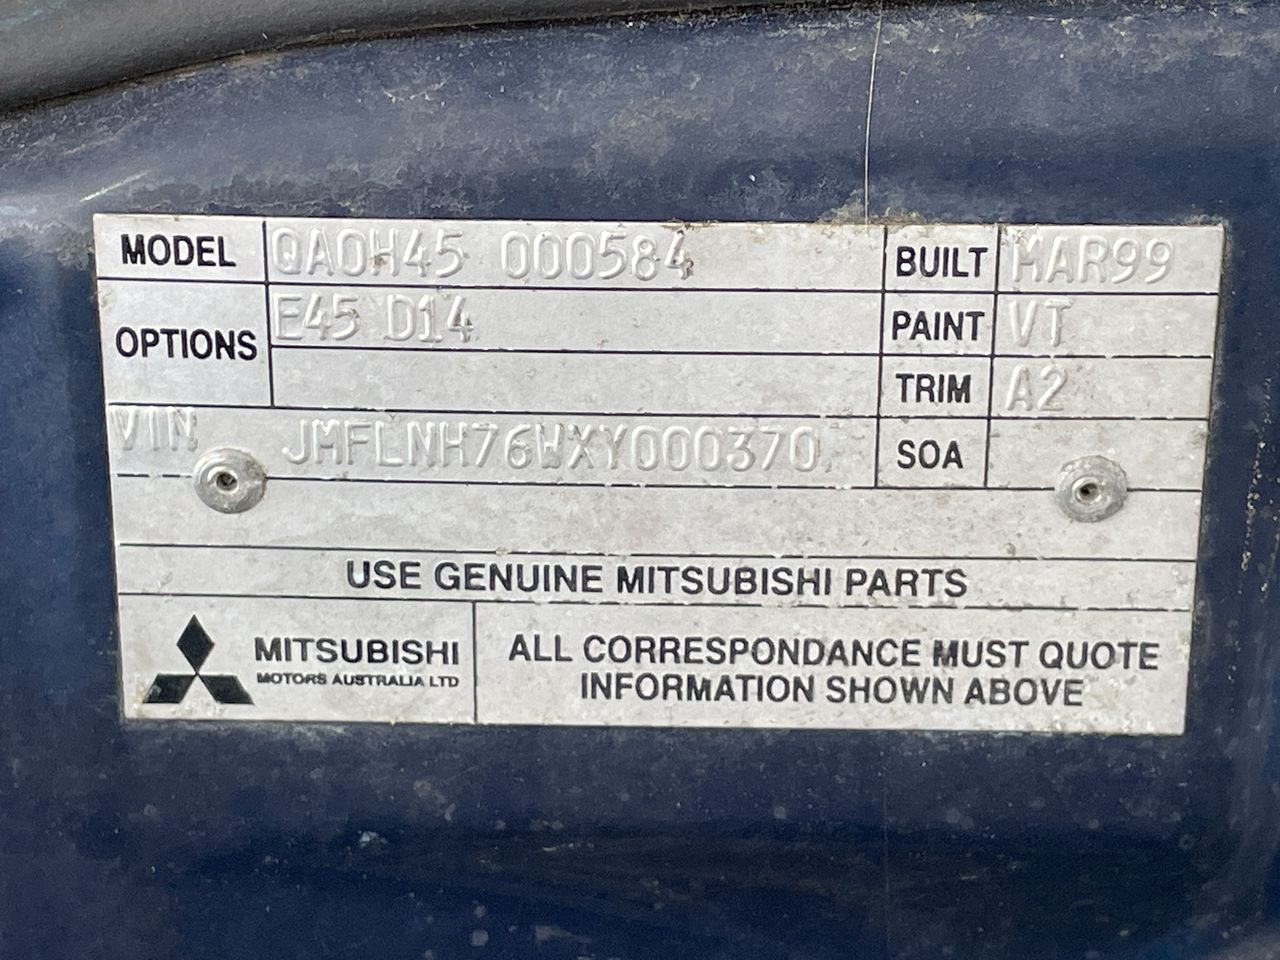 MODEL QA0H45 000584 BUILT MAR99
OPTIONS E45 D14 PAINT VT
TRIM A2
VIN JMFLNH76WXY000370 SOA
USE GENUINE MITSUBISHI PARTS
MITSUBISHI
MOTORS AUSTRALIA LTD
ALL CORRESPONDANCE MUST QUOTE
INFORMATION SHOWN ABOVE